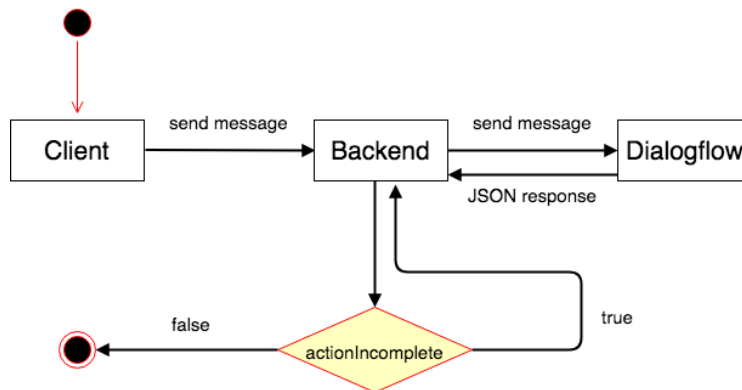 send message
send message
Client
Backend
Dialogflow
JSON response
false
true
actionIncomplete